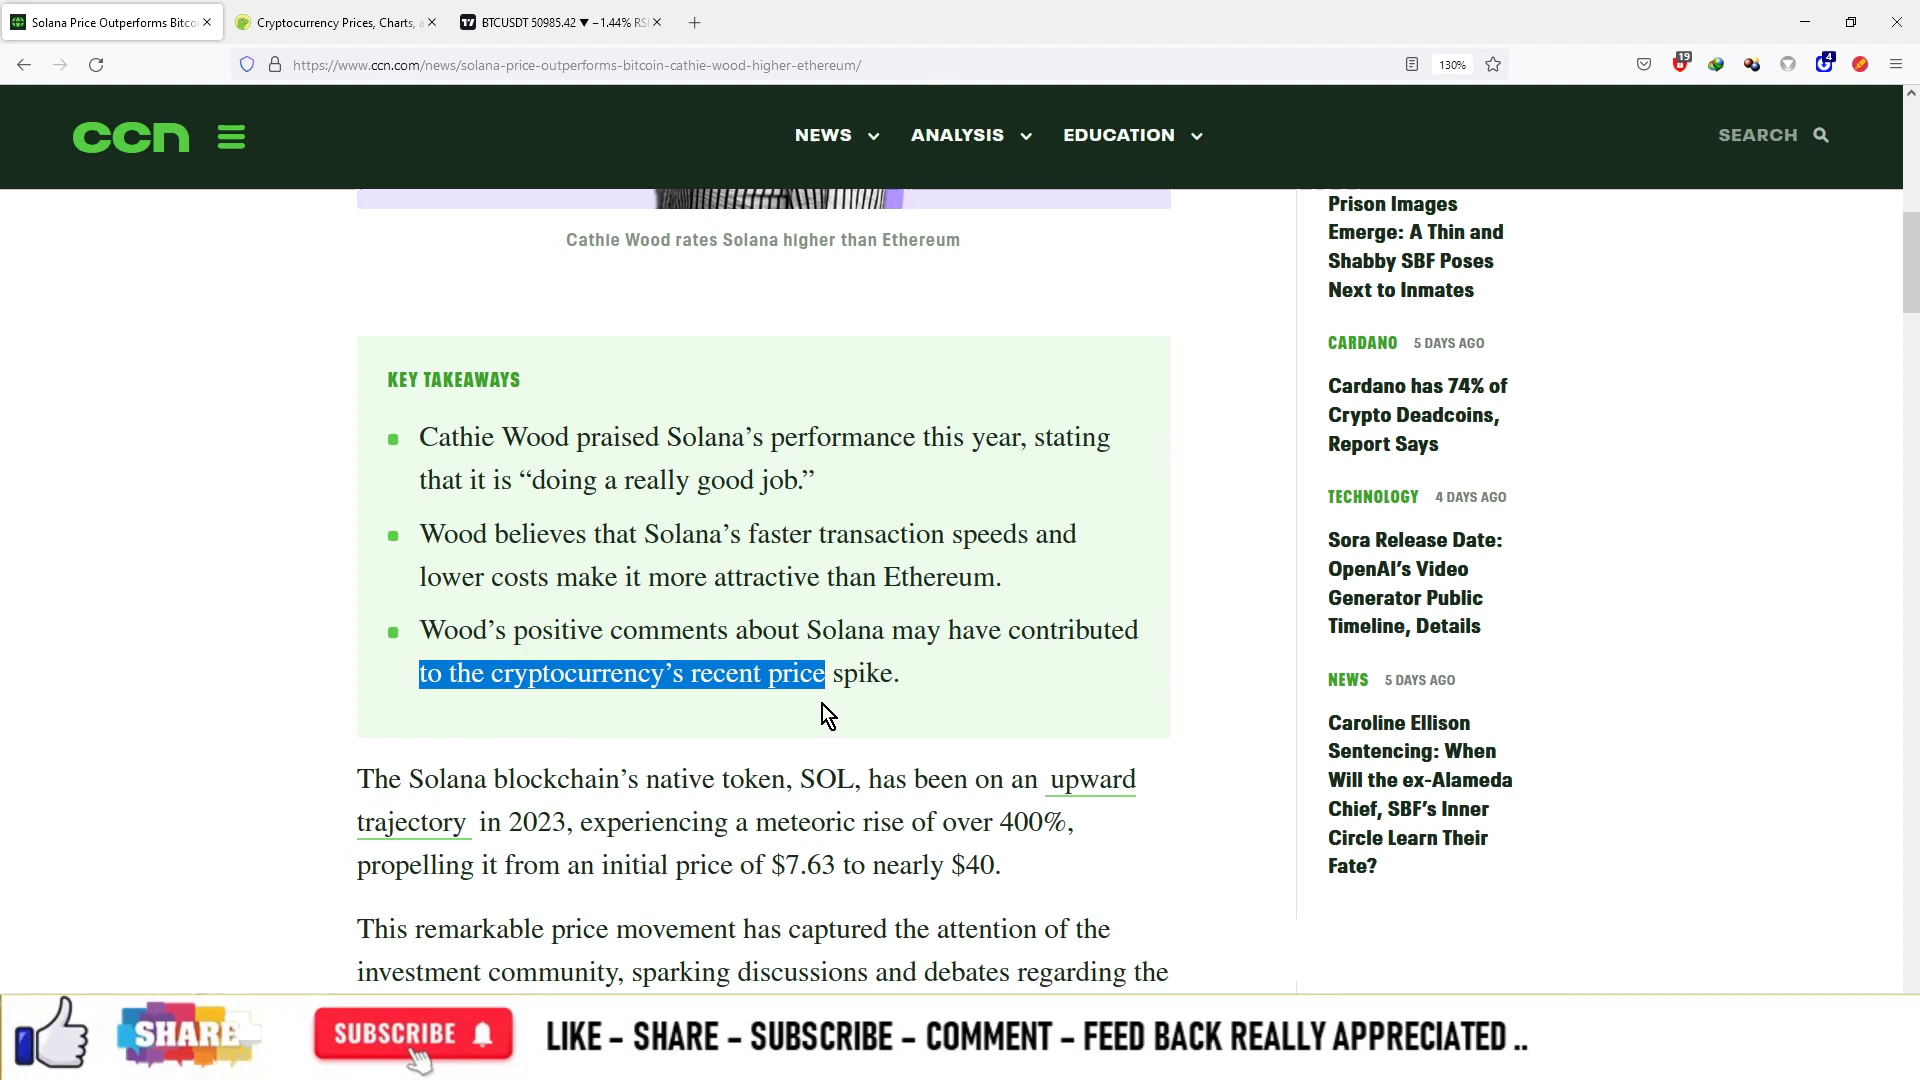 Solana Price Outperforms Bitco
Cryptocurrency Prices, Charts,
BTCUSDT 50985.42 ▼ −1.44% RS
https://www.ccn.com/news/solana-price-outperforms-bitcoin-cathie-wood-higher-ethereum/
130%
19
4
ccn
NEWS
ANALYSIS
EDUCATION
SEARCH
Cathie Wood rates Solana higher than Ethereum
KEY TAKEAWAYS
Cathie Wood praised Solana’s performance this year, stating
that it is “doing a really good job.”
Wood believes that Solana’s faster transaction speeds and
lower costs make it more attractive than Ethereum.
Wood’s positive comments about Solana may have contributed
to the cryptocurrency’s recent price spike.
The Solana blockchain’s native token, SOL, has been on an upward
trajectory in 2023, experiencing a meteoric rise of over 400%,
propelling it from an initial price of $7.63 to nearly $40.
This remarkable price movement has captured the attention of the
investment community, sparking discussions and debates regarding the
Prison Images
Emerge: A Thin and
Shabby SBF Poses
Next to Inmates
CARDANO 5 DAYS AGO
Cardano has 74% of
Crypto Deadcoins,
Report Says
TECHNOLOGY 4 DAYS AGO
Sora Release Date:
OpenAI’s Video
Generator Public
Timeline, Details
NEWS 5 DAYS AGO
Caroline Ellison
Sentencing: When
Will the ex-Alameda
Chief, SBF’s Inner
Circle Learn Their
Fate?
SHARE
SUBSCRIBE
LIKE – SHARE – SUBSCRIBE – COMMENT – FEED BACK REALLY APPRECIATED ..